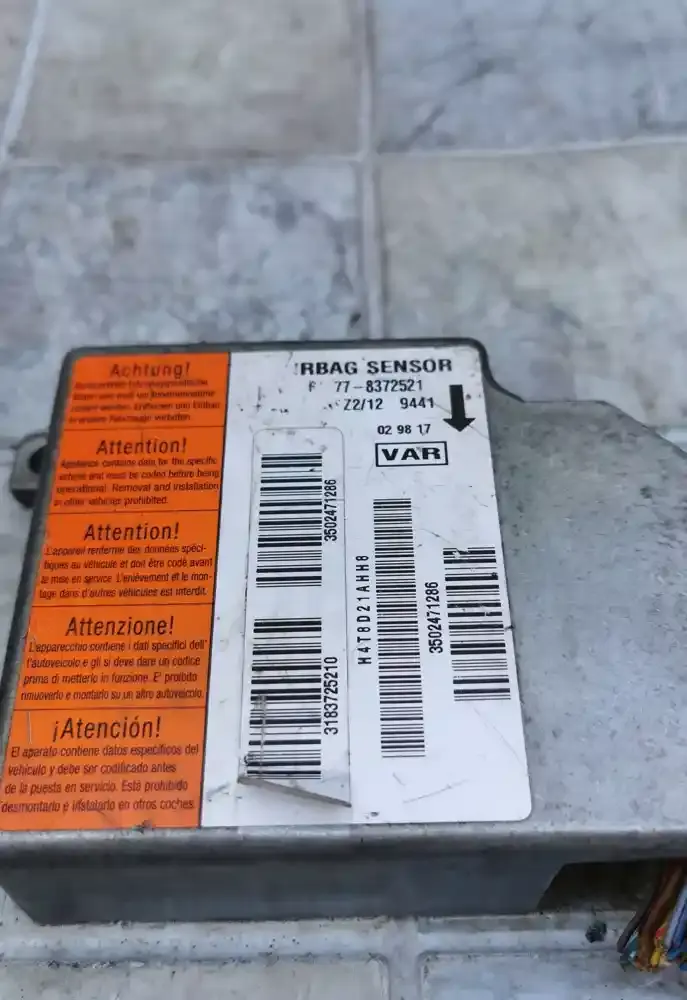 Achtung!
Attention!
Appliance contains data for the specific
vehicle and must be coded before being
operational. Removal and installation
in other vehicles prohibited.
Attention!
L'appareil renferme des données spéci-
fiques au véhicule et doit être codé avant
la mise en service. L'enlèvement et le mon-
tage dans d'autres véhicules est interdit.
Attenzione!
L'apparecchio contiene i dati specifici dell'
autoveicolo e gli si deve dare un codice
prima di metterlo in funzione. E' proibito
rimuoverlo e montarlo su un altro autoveicolo.
¡Atención!
El aparato contiene datos específicos del
vehículo y debe ser codificado antes
de la puesta en servicio. Está prohibido
desmontarlo e instalarlo en otros coches.
RBAG SENSOR
77-8372521
Z2/12 9441
02 98 17
VAR
3502471286
3183725210
H4T8D21AHH8
3502471286